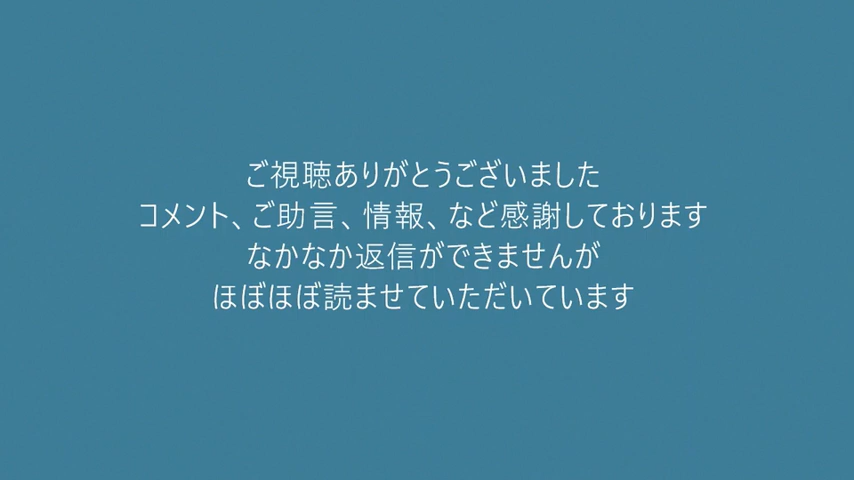 ご視聴ありがとうございました
コメント、ご助言、情報、など感謝しております
なかなか返信ができませんが
ほぼほぼ読ませていただいています